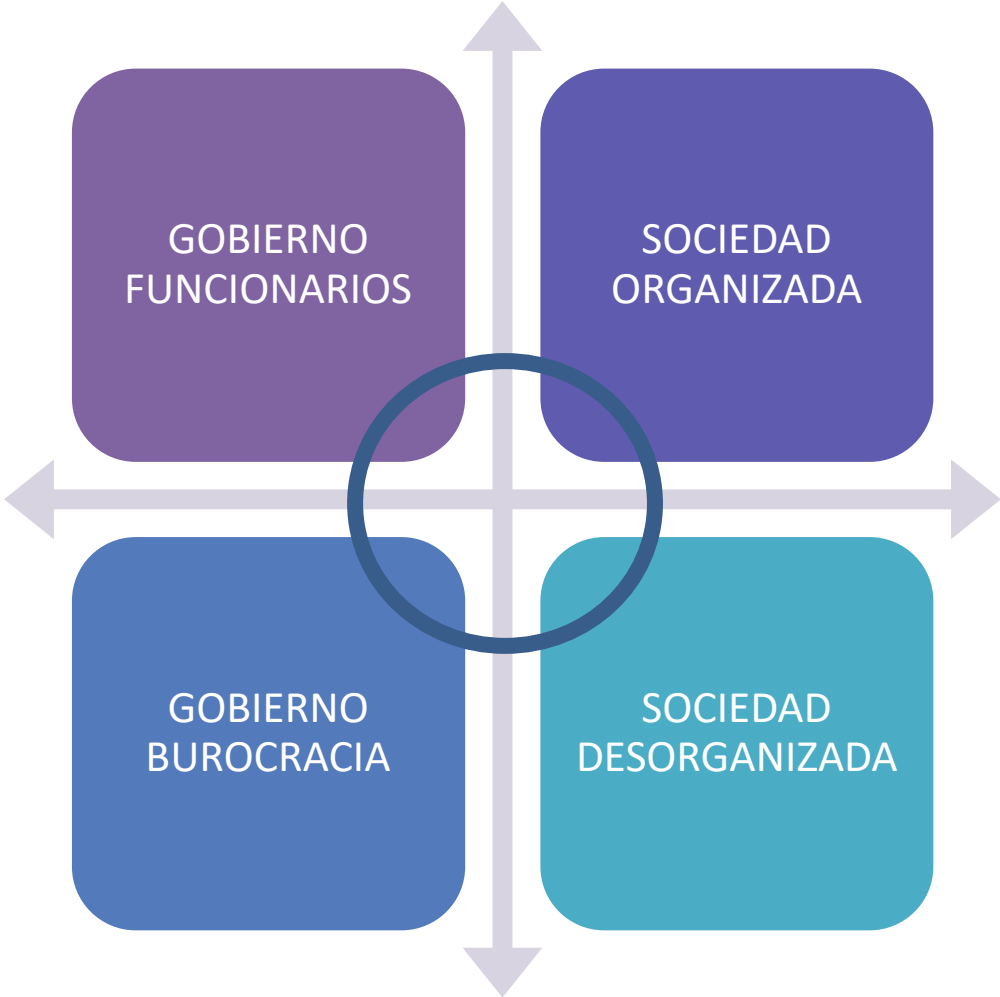 GOBIERNO
FUNCIONARIOS
SOCIEDAD
ORGANIZADA
GOBIERNO
BUROCRACIA
SOCIEDAD
DESORGANIZADA